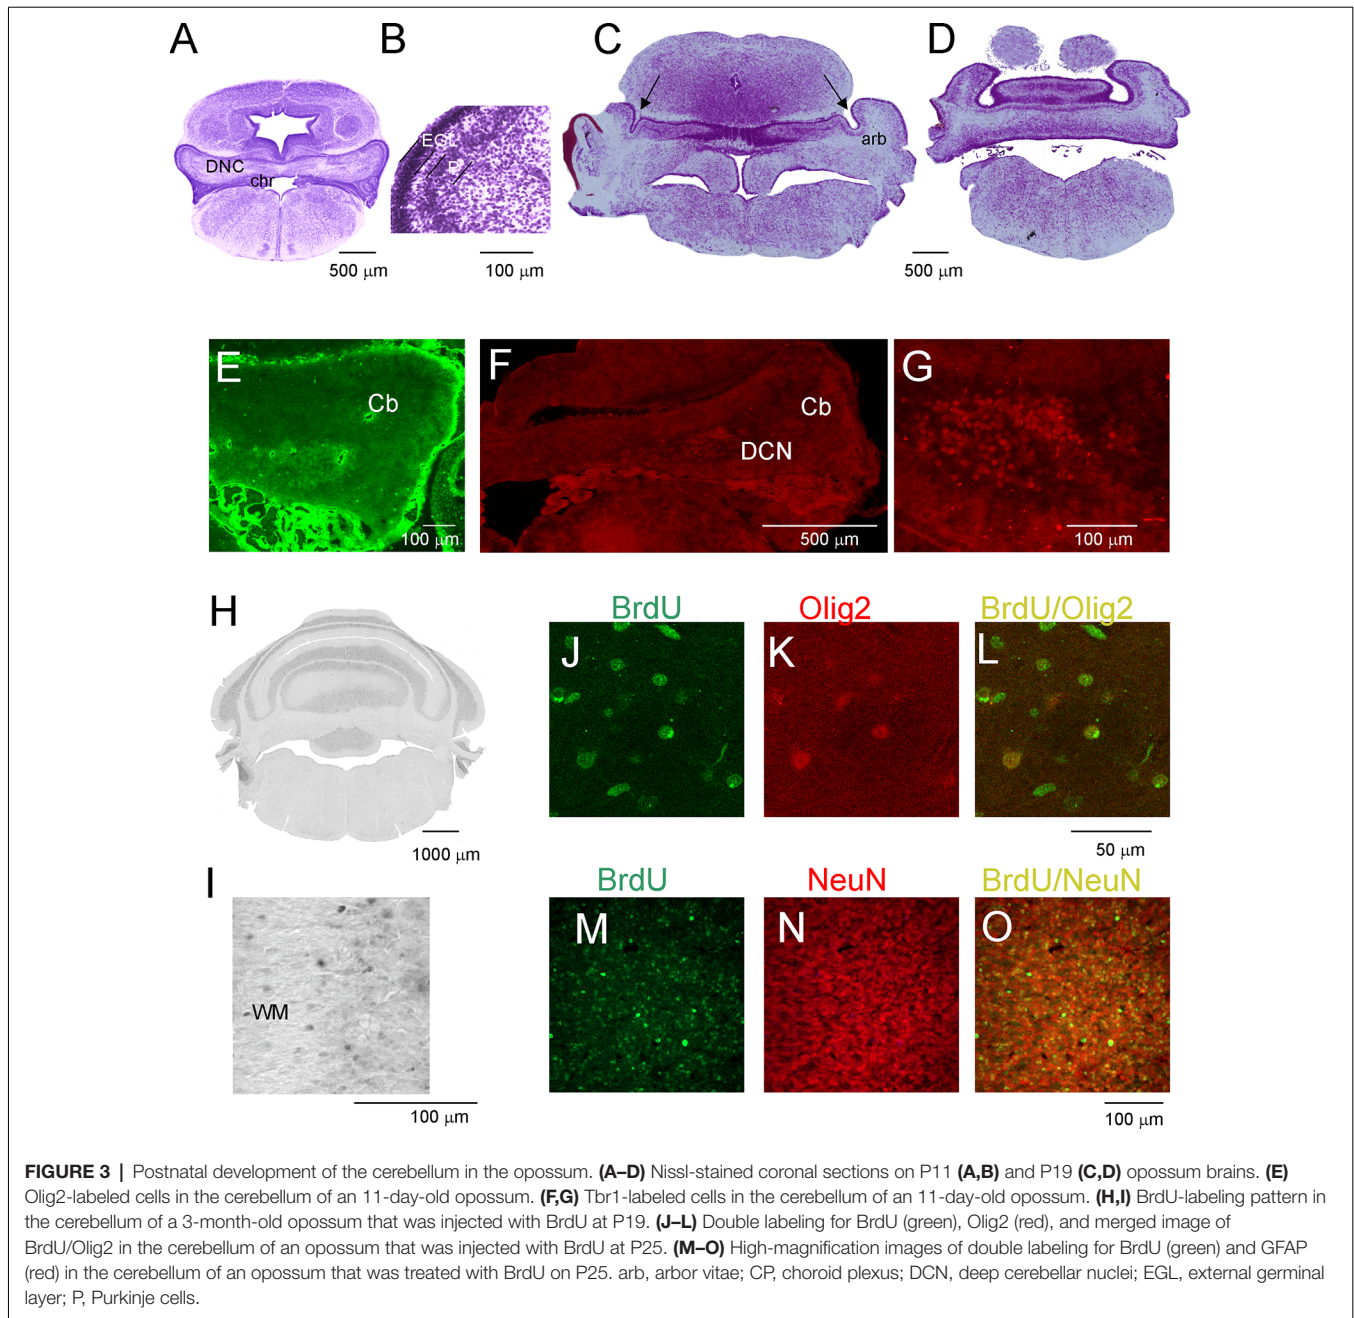 A B C D
EGL
P
DNC
chr
arb
500 μm 100 μm 500 μm
E F G
Cb Cb
DCN
100 μm 500 μm 100 μm
H BrdU Olig2 BrdU/Olig2
J K L
1000 μm 50 μm
I BrdU NeuN BrdU/NeuN
M N O
WM
100 μm 100 μm
FIGURE 3 | Postnatal development of the cerebellum in the opossum. (A–D) Nissl-stained coronal sections on P11 (A,B) and P19 (C,D) opossum brains. (E)
Olig2-labeled cells in the cerebellum of an 11-day-old opossum. (F,G) Tbr1-labeled cells in the cerebellum of an 11-day-old opossum. (H,I) BrdU-labeling pattern in
the cerebellum of a 3-month-old opossum that was injected with BrdU at P19. (J–L) Double labeling for BrdU (green), Olig2 (red), and merged image of
BrdU/Olig2 in the cerebellum of an opossum that was injected with BrdU at P25. (M–O) High-magnification images of double labeling for BrdU (green) and GFAP
(red) in the cerebellum of an opossum that was treated with BrdU on P25. arb, arbor vitae; CP, choroid plexus; DCN, deep cerebellar nuclei; EGL, external germinal
layer; P, Purkinje cells.